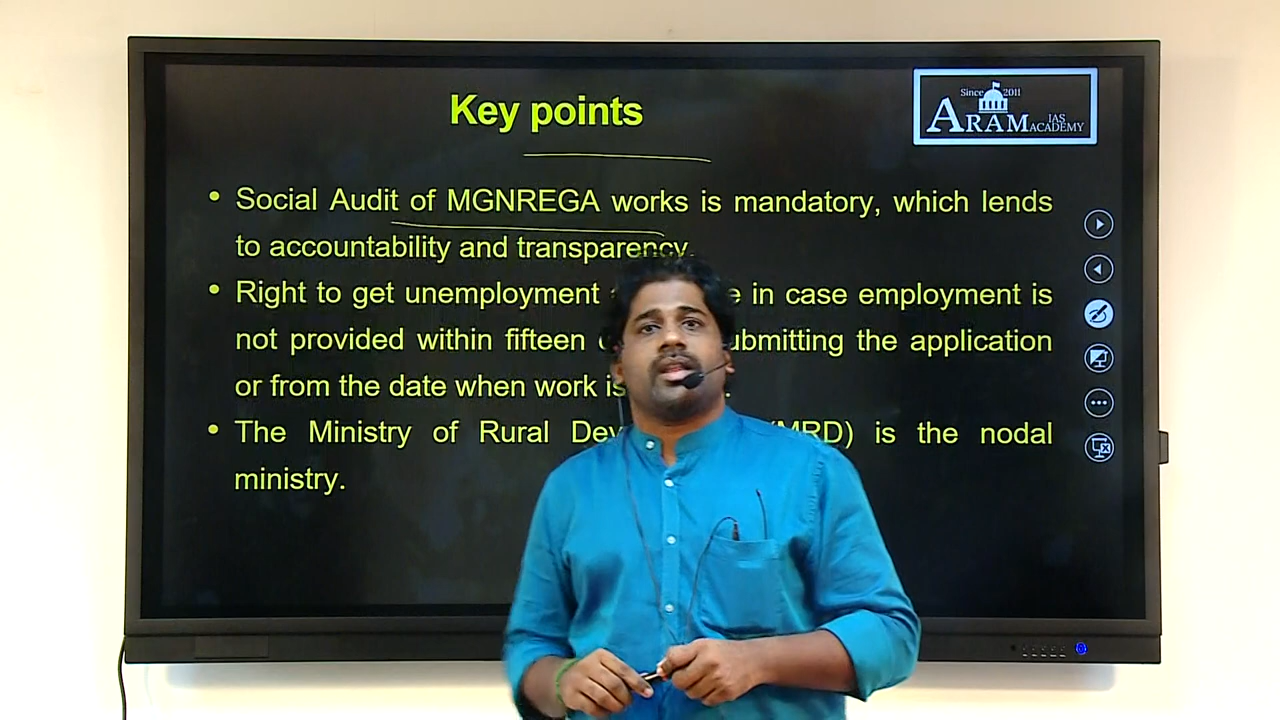 Key points
Since 2011
ARAM IAS ACADEMY
• Social Audit of MGNREGA works is mandatory, which lends
to accountability and transparency.
• Right to get unemployment e in case employment is
not provided within fifteen ubmitting the application
or from the date when work is
• The Ministry of Rural Dev (MRD) is the nodal
ministry.